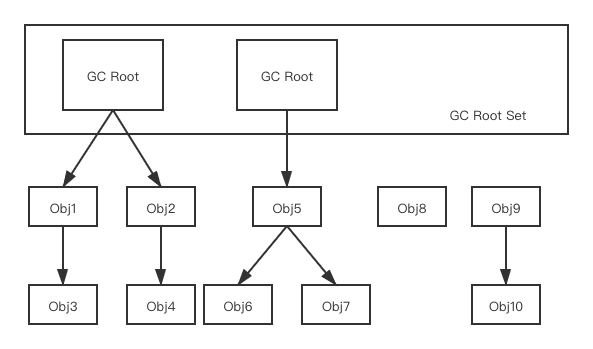 GC Root
GC Root
GC Root Set
Obj1
Obj2
Obj5
Obj8
Obj9
Obj3
Obj4
Obj6
Obj7
Obj10